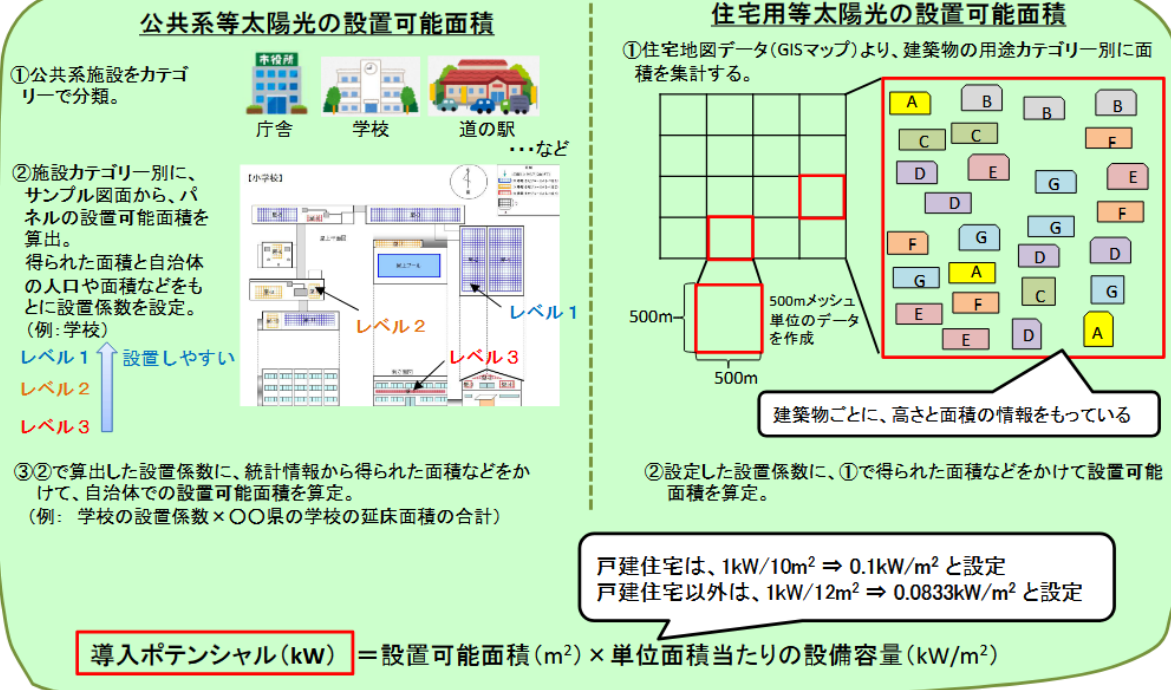 公共系等太陽光の設置可能面積
①公共系施設をカテゴ
リーで分類。
市役所
庁舎
学校
道の駅
・・・など
②施設カテゴリー別に、
サンプル図面から、パ
ネルの設置可能面積を
算出。
得られた面積と自治体
の人口や面積などをも
とに設置係数を設定。
（例：学校）
レベル１
設置しやすい
レベル２
レベル３
【小学校】
レベル１
レベル２
レベル３
③②で算出した設置係数に、統計情報から得られた面積などをか
けて、自治体での設置可能面積を算定。
（例： 学校の設置係数×〇〇県の学校の延床面積の合計）
住宅用等太陽光の設置可能面積
①住宅地図データ（GISマップ）より、建築物の用途カテゴリー別に面
積を集計する。
A B B B
C C F
D E G E
D F
F G G D D
G A C G
E F
E D A
500m
500m
500mメッシュ
単位のデータ
を作成
建築物ごとに、高さと面積の情報をもっている
②設定した設置係数に、①で得られた面積などをかけて設置可能
面積を算定。
戸建住宅は、1kW/10m² ⇒ 0.1kW/m² と設定
戸建住宅以外は、1kW/12m² ⇒ 0.0833kW/m² と設定
導入ポテンシャル（kW） ＝設置可能面積（m²）×単位面積当たりの設備容量（kW/m²）